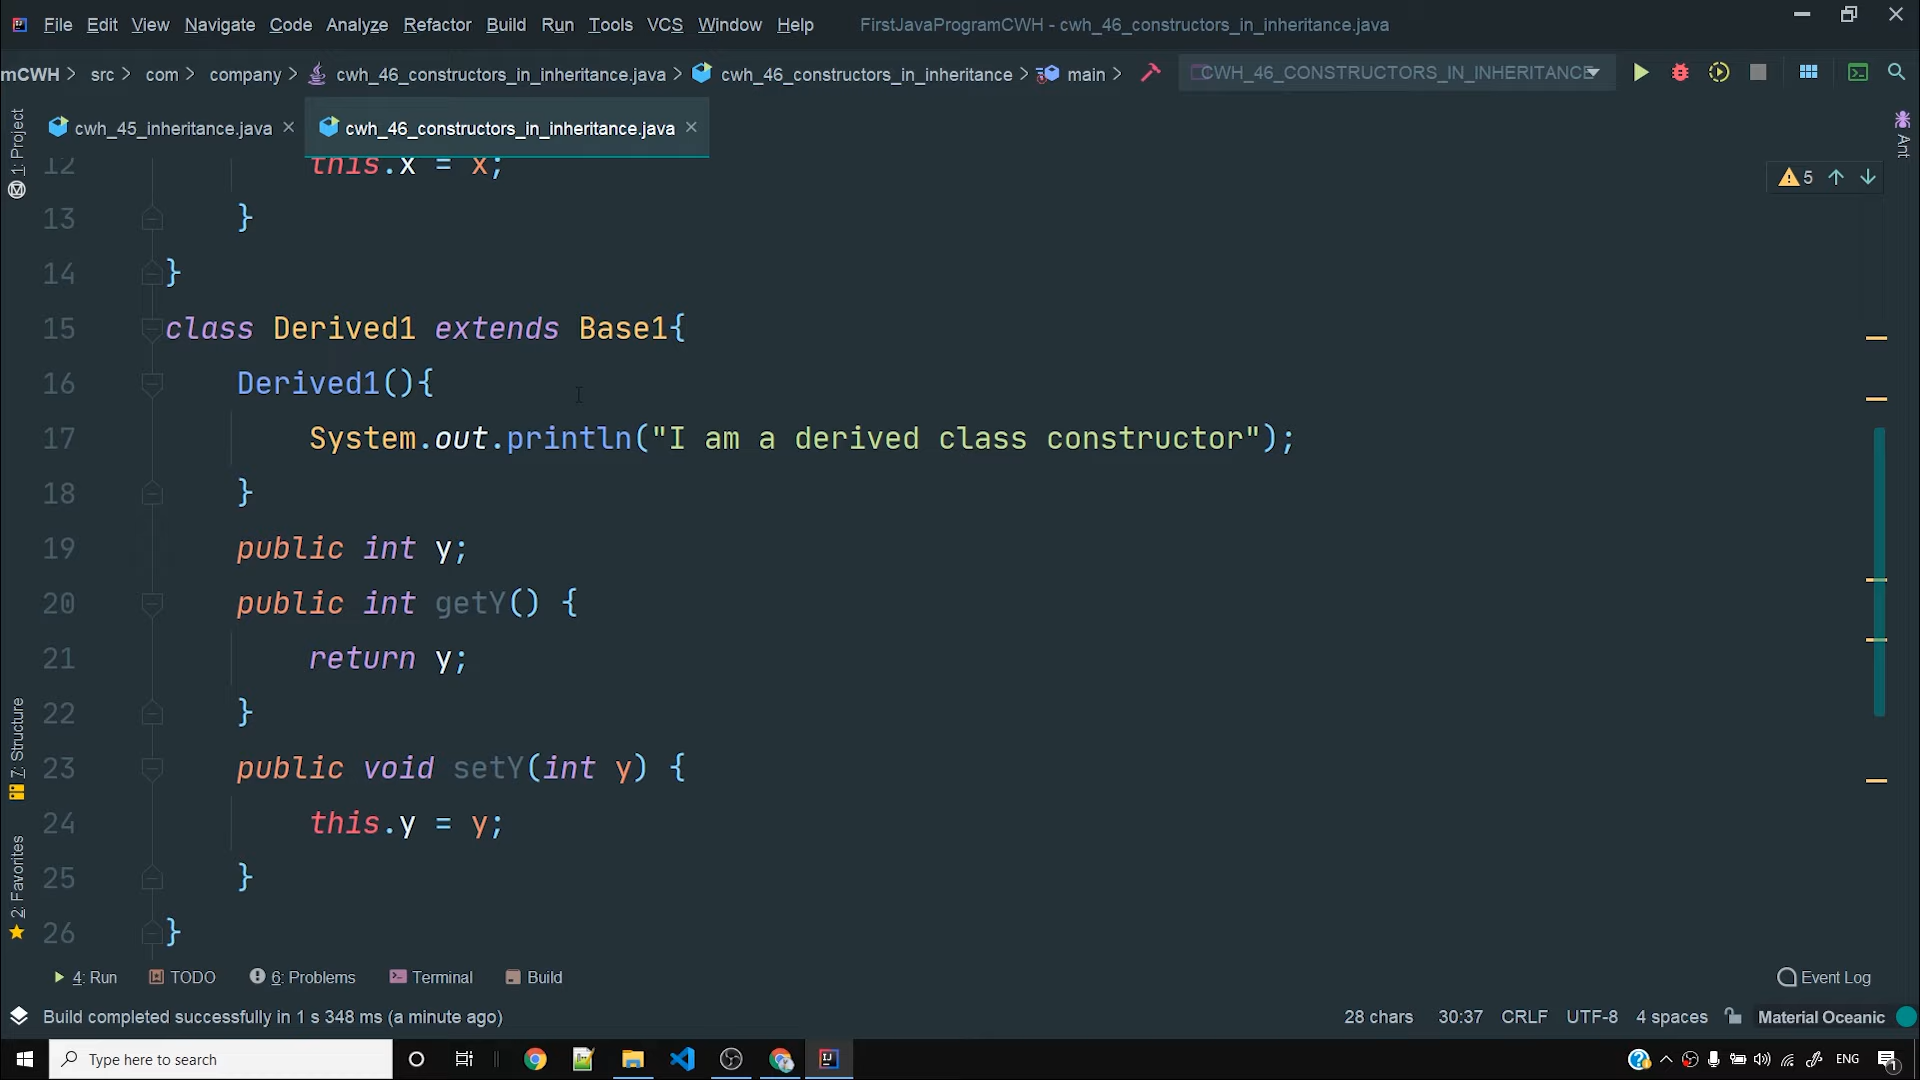 File Edit View Navigate Code Analyze Refactor Build Run Tools VCS Window Help FirstJavaProgramCWH - cwh_46_constructors_in_inheritance.java
mCWH src com company cwh_46_constructors_in_inheritance.java cwh_46_constructors_in_inheritance main CWH_46_CONSTRUCTORS_IN_INHERITANCE
cwh_45_inheritance.java cwh_46_constructors_in_inheritance.java
1: Project
Ant
5
12 this.x = x;
13 }
14 }
15 class Derived1 extends Base1{
16 Derived1(){
17 System.out.println("I am a derived class constructor");
18 }
19 public int y;
20 public int getY() {
21 return y;
22 }
23 public void setY(int y) {
24 this.y = y;
25 }
26 }
7: Structure
2: Favorites
4: Run TODO 6: Problems Terminal Build Event Log
Build completed successfully in 1 s 348 ms (a minute ago) 28 chars 30:37 CRLF UTF-8 4 spaces Material Oceanic
Type here to search ENG 1